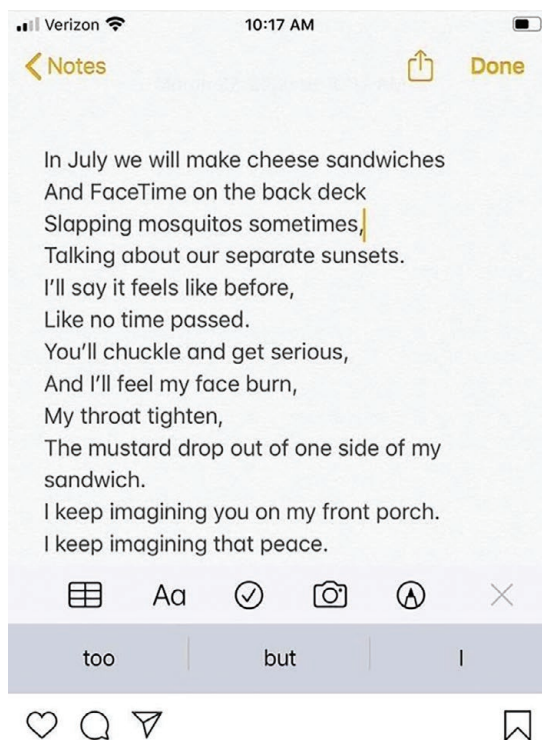 Verizon 10:17 AM
Notes Done
In July we will make cheese sandwiches
And FaceTime on the back deck
Slapping mosquitos sometimes,
Talking about our separate sunsets.
I'll say it feels like before,
Like no time passed.
You'll chuckle and get serious,
And I'll feel my face burn,
My throat tighten,
The mustard drop out of one side of my
sandwich.
I keep imagining you on my front porch.
I keep imagining that peace.
Aa
too but I